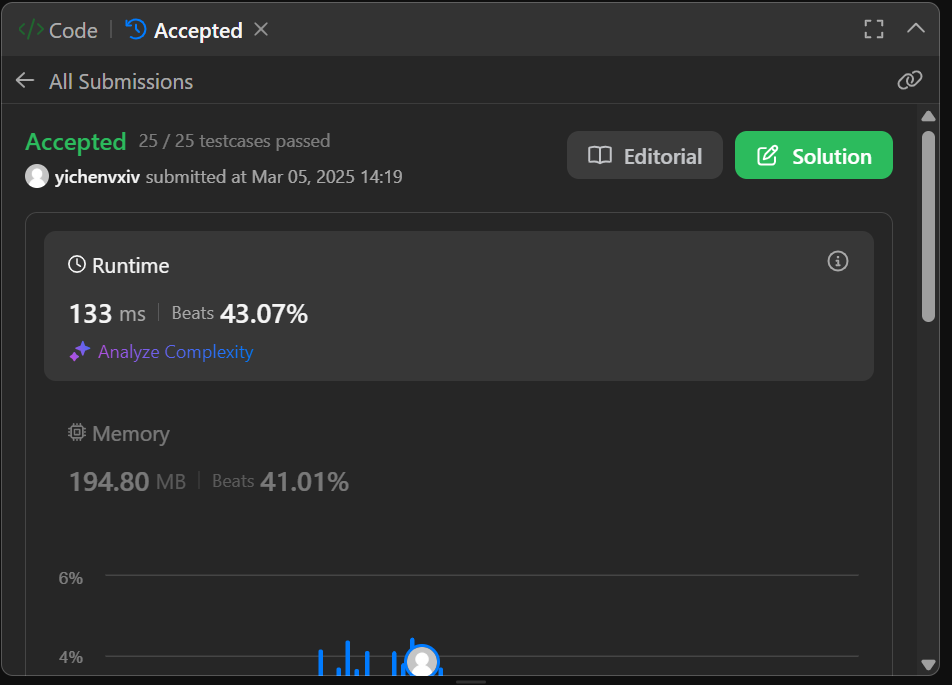 </> Code | Accepted
All Submissions
Accepted 25 / 25 testcases passed
yichenvxiv submitted at Mar 05, 2025 14:19
Editorial
Solution
Runtime
133 ms | Beats 43.07%
Analyze Complexity
Memory
194.80 MB | Beats 41.01%
6%
4%